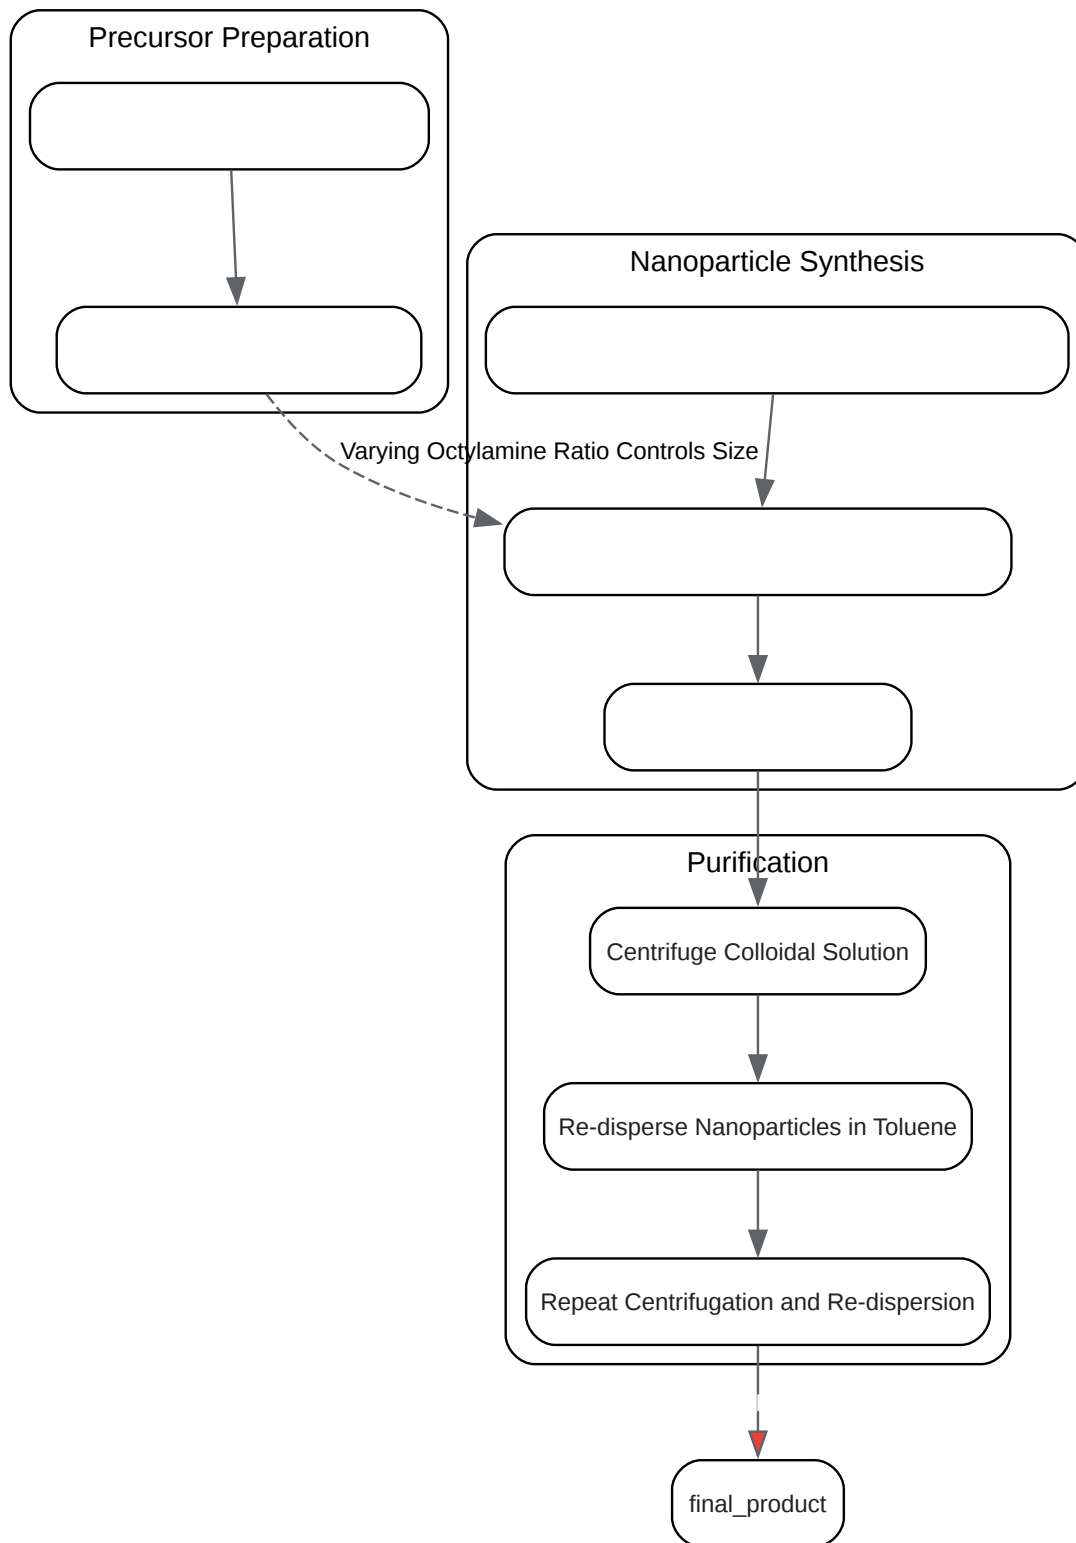 Precursor Preparation
Nanoparticle Synthesis
Varying Octylamine Ratio Controls Size
Purification
Centrifuge Colloidal Solution
Re-disperse Nanoparticles in Toluene
Repeat Centrifugation and Re-dispersion
final_product